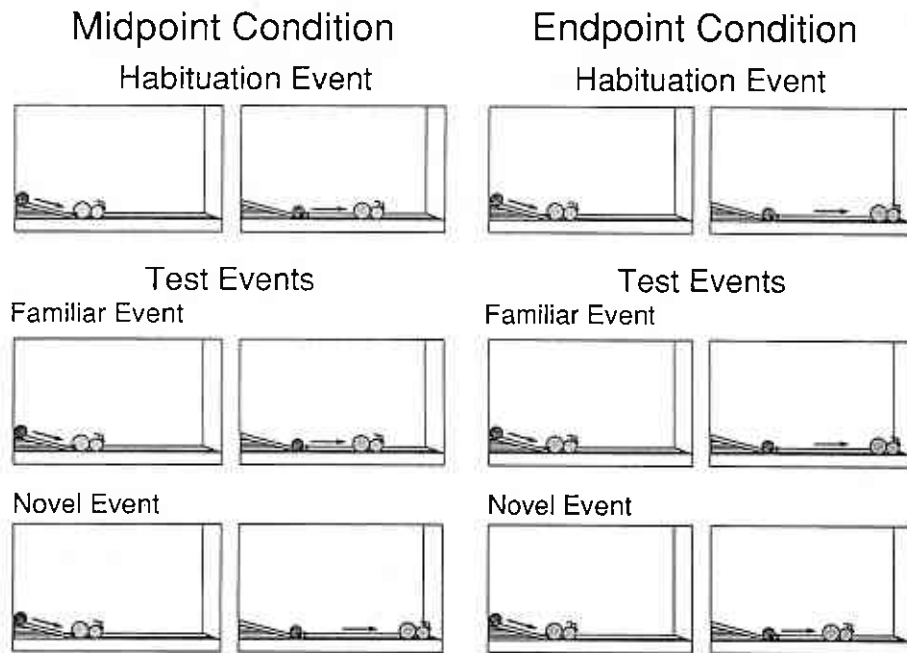 Midpoint Condition
Habituation Event
Test Events
Familiar Event
Novel Event
Endpoint Condition
Habituation Event
Test Events
Familiar Event
Novel Event